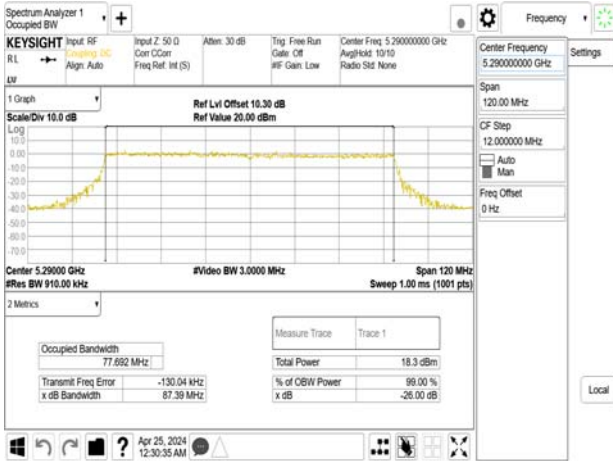 Spectrum Analyzer 1
Occupied BW
Frequency
KEYSIGHT
Input: RF
Coupling: DC
Align: Auto
Input Z: 50 Ω
Corr CCorr
Freq Ref: Int (S)
Atten: 30 dB
Trig: Free Run
Gate: Off
#IF Gain: Low
Center Freq: 5.290000000 GHz
Avg|Hold: 10/10
Radio Std: None
RL
Center Frequency
5.290000000 GHz
Settings
Span
120.00 MHz
CF Step
12.000000 MHz
Auto
Man
Freq Offset
0 Hz
Local
1 Graph
Scale/Div 10.0 dB
Ref Lvl Offset 10.30 dB
Ref Value 20.00 dBm
Log
10.0
0.00
-10.0
-20.0
-30.0
-40.0
-50.0
-60.0
-70.0
Center 5.29000 GHz
#Video BW 3.0000 MHz
Span 120 MHz
#Res BW 910.00 kHz
Sweep 1.00 ms (1001 pts)
2 Metrics
Measure Trace
Trace 1
Occupied Bandwidth
77.692 MHz
Total Power
18.3 dBm
Transmit Freq Error
-130.04 kHz
% of OBW Power
99.00 %
x dB Bandwidth
87.39 MHz
x dB
-26.00 dB
?
Apr 25, 2024
12:30:35 AM